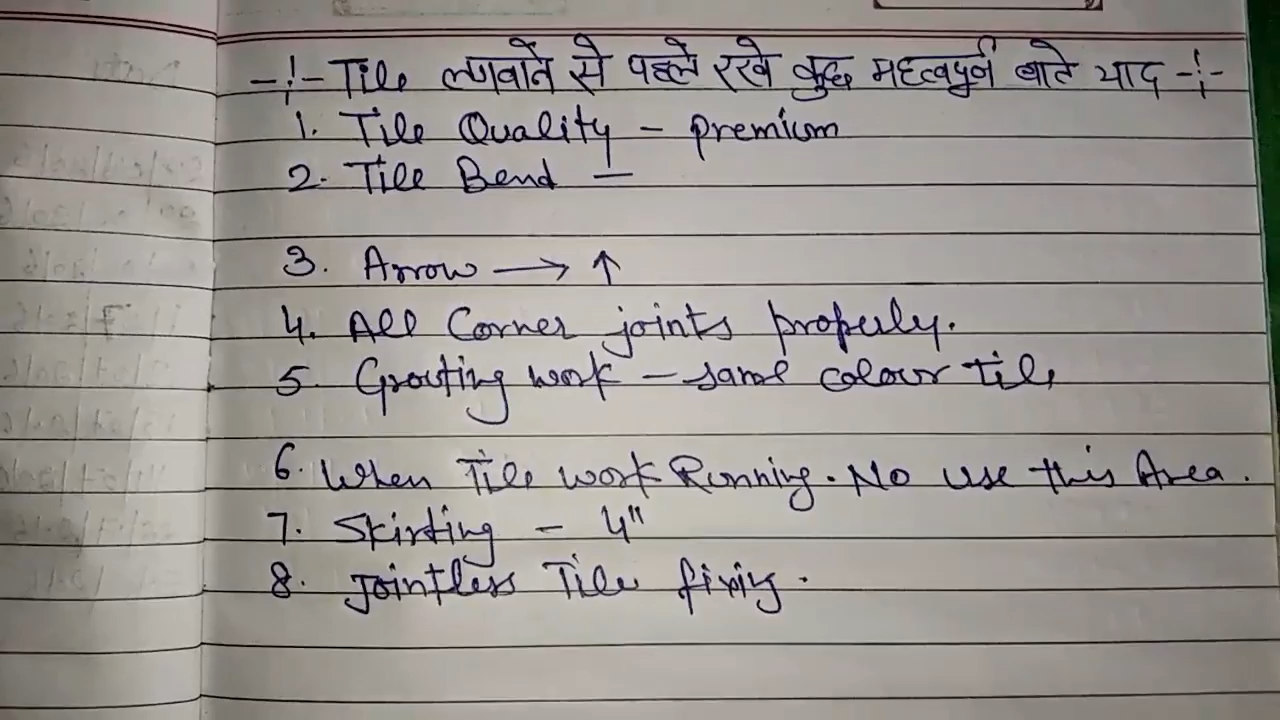 -:- Tile लगवाने से पहले रखे कुछ महत्वपूर्ण बाते याद -:-
1. Tile Quality - premium
2. Tile Bend -
3. Arrow → ↑
4. All Corner joints properly.
5. Grouting work - same colour tile
6. When Tile work Running. No use this Area.
7. Skirting - 4"
8. Jointless Tile fixing.